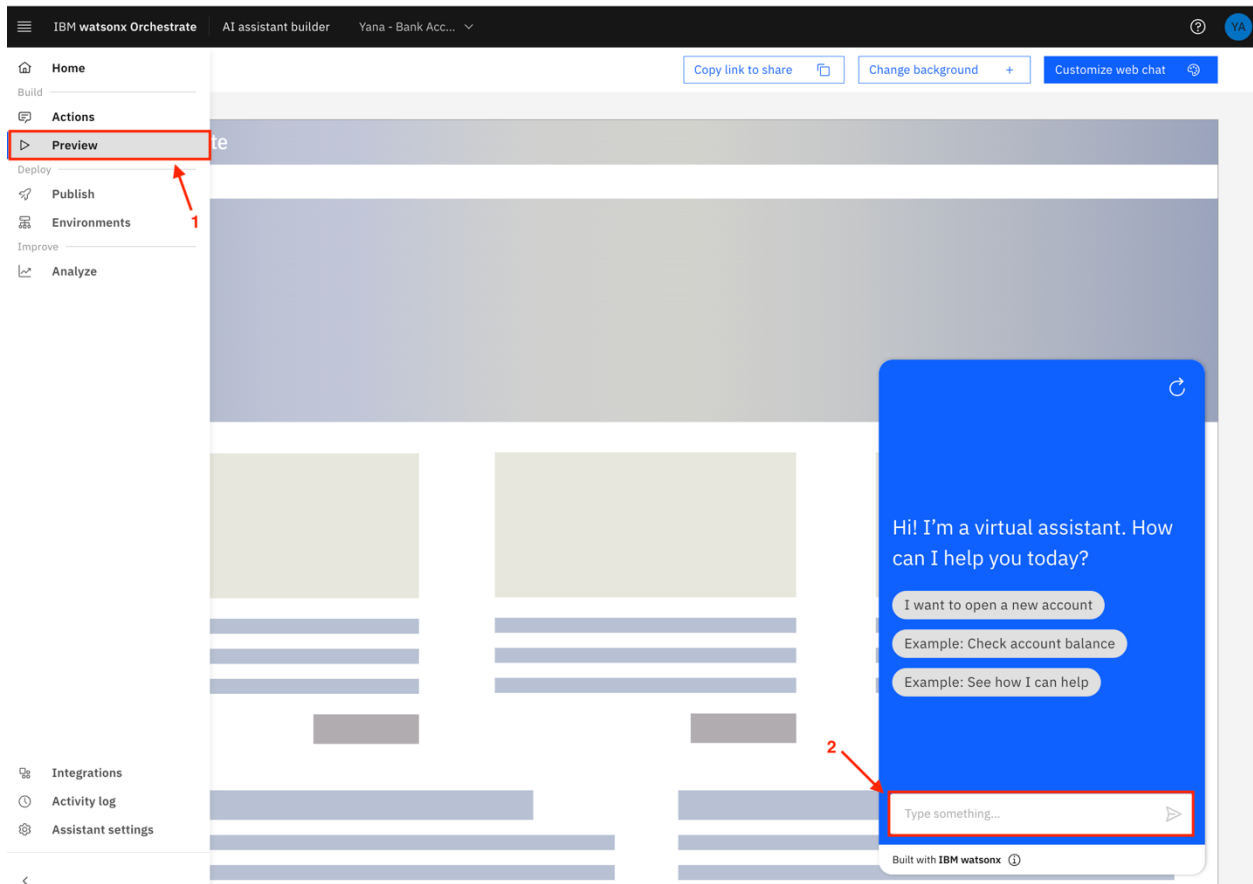 IBM watsonx Orchestrate AI assistant builder Yana - Bank Acc... YA
Home
Copy link to share Change background + Customize web chat
Build
Actions
Preview
te
Deploy
Publish
Environments
1
Improve
Analyze
Hi! I'm a virtual assistant. How
can I help you today?
I want to open a new account
Example: Check account balance
Example: See how I can help
2
Type something...
Built with IBM watsonx
Integrations
Activity log
Assistant settings